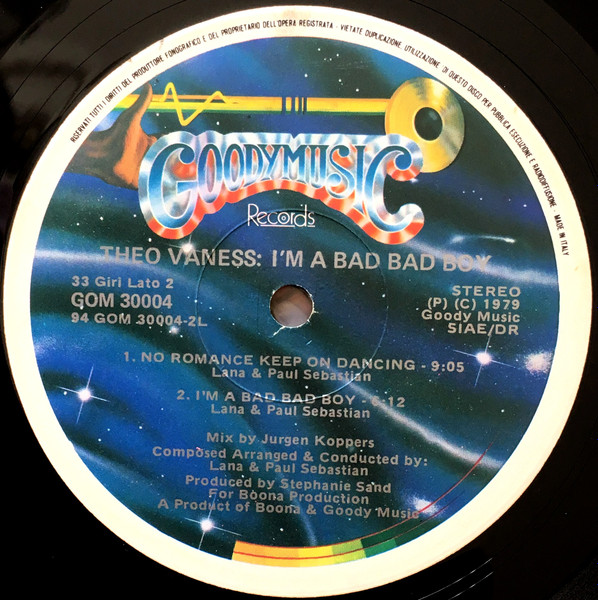 RISERVATI TUTTI I DIRITTI DEL PRODUTTORE FONOGRAFICO E DEL PROPRIETARIO DELL'OPERA REGISTRATA - VIETATE DUPLICAZIONE, UTILIZZAZIONE DI QUESTO DISCO PER PUBBLICA ESECUZIONE E RADIODIFFUSIONE - MADE IN ITALY
GOODYMUSIC
Records
THEO VANESS: I'M A BAD BAD BOY
33 Giri Lato 2
GOM 30004
94 GOM 30004-2L
STEREO
(P) (C) 1979
Goody Music
SIAE/DR
1. NO ROMANCE KEEP ON DANCING - 9:05
Lana & Paul Sebastian
2. I'M A BAD BAD BOY - 6:12
Lana & Paul Sebastian
Mix by Jurgen Koppers
Composed Arranged & Conducted by:
Lana & Paul Sebastian
Produced by Stephanie Sand
For Boona Production
A Product of Boona & Goody Music